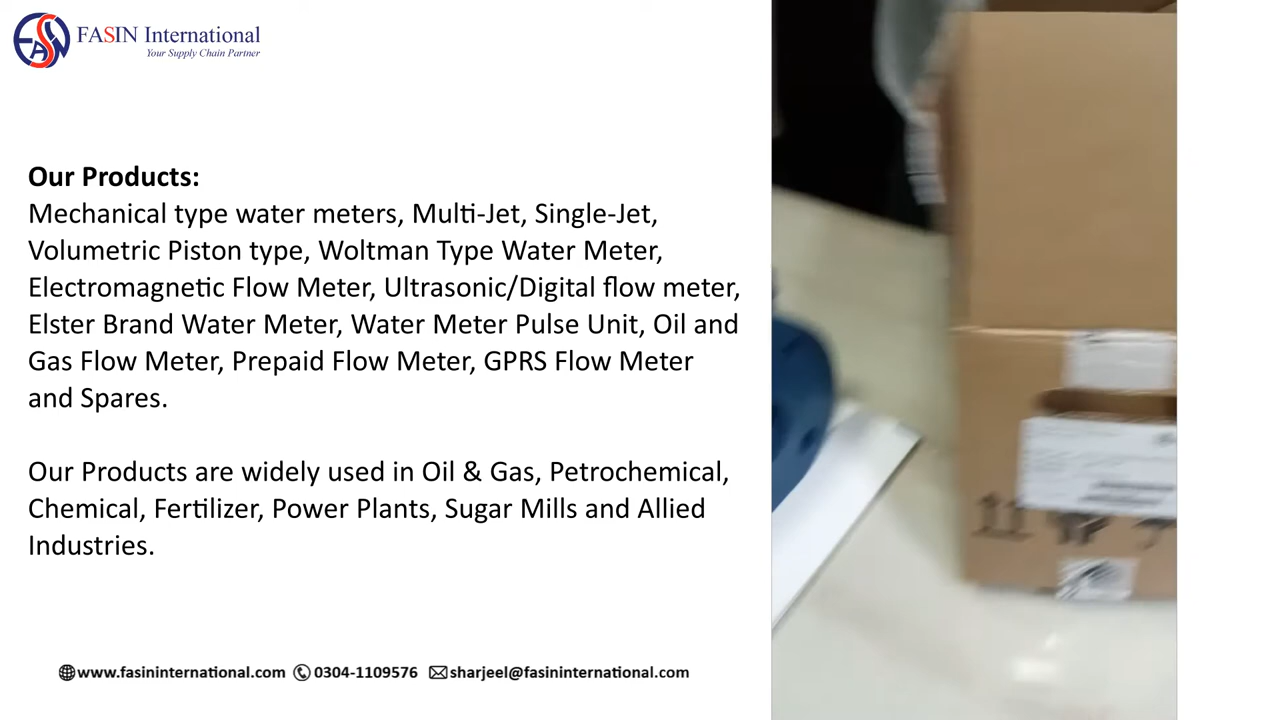 FASIN International
Your Supply Chain Partner
Our Products:
Mechanical type water meters, Multi-Jet, Single-Jet,
Volumetric Piston type, Woltman Type Water Meter,
Electromagnetic Flow Meter, Ultrasonic/Digital flow meter,
Elster Brand Water Meter, Water Meter Pulse Unit, Oil and
Gas Flow Meter, Prepaid Flow Meter, GPRS Flow Meter
and Spares.
Our Products are widely used in Oil & Gas, Petrochemical,
Chemical, Fertilizer, Power Plants, Sugar Mills and Allied
Industries.
www.fasininternational.com 0304-1109576 sharjeel@fasininternational.com